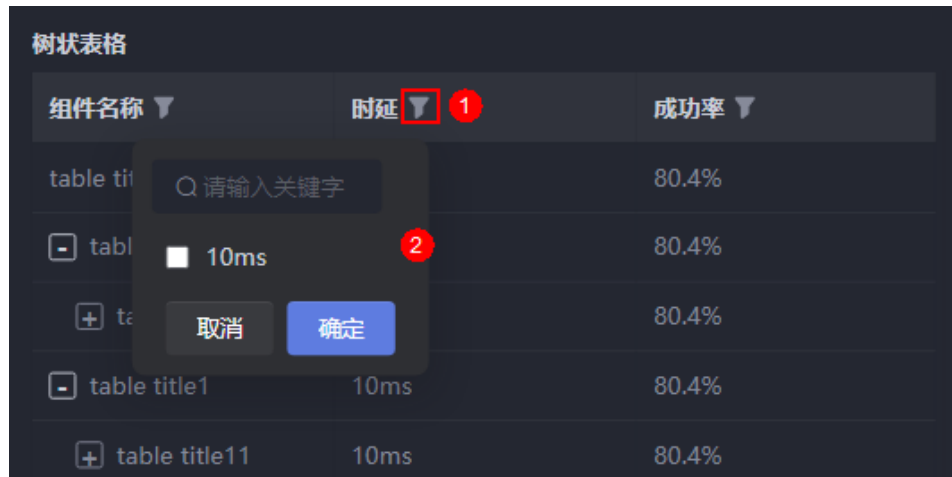 树状表格
组件名称 时延 1 成功率
table tit 80.4%
请输入关键字
tabl 2 80.4%
10ms
ta 80.4%
取消 确定
table title1 10ms 80.4%
table title11 10ms 80.4%